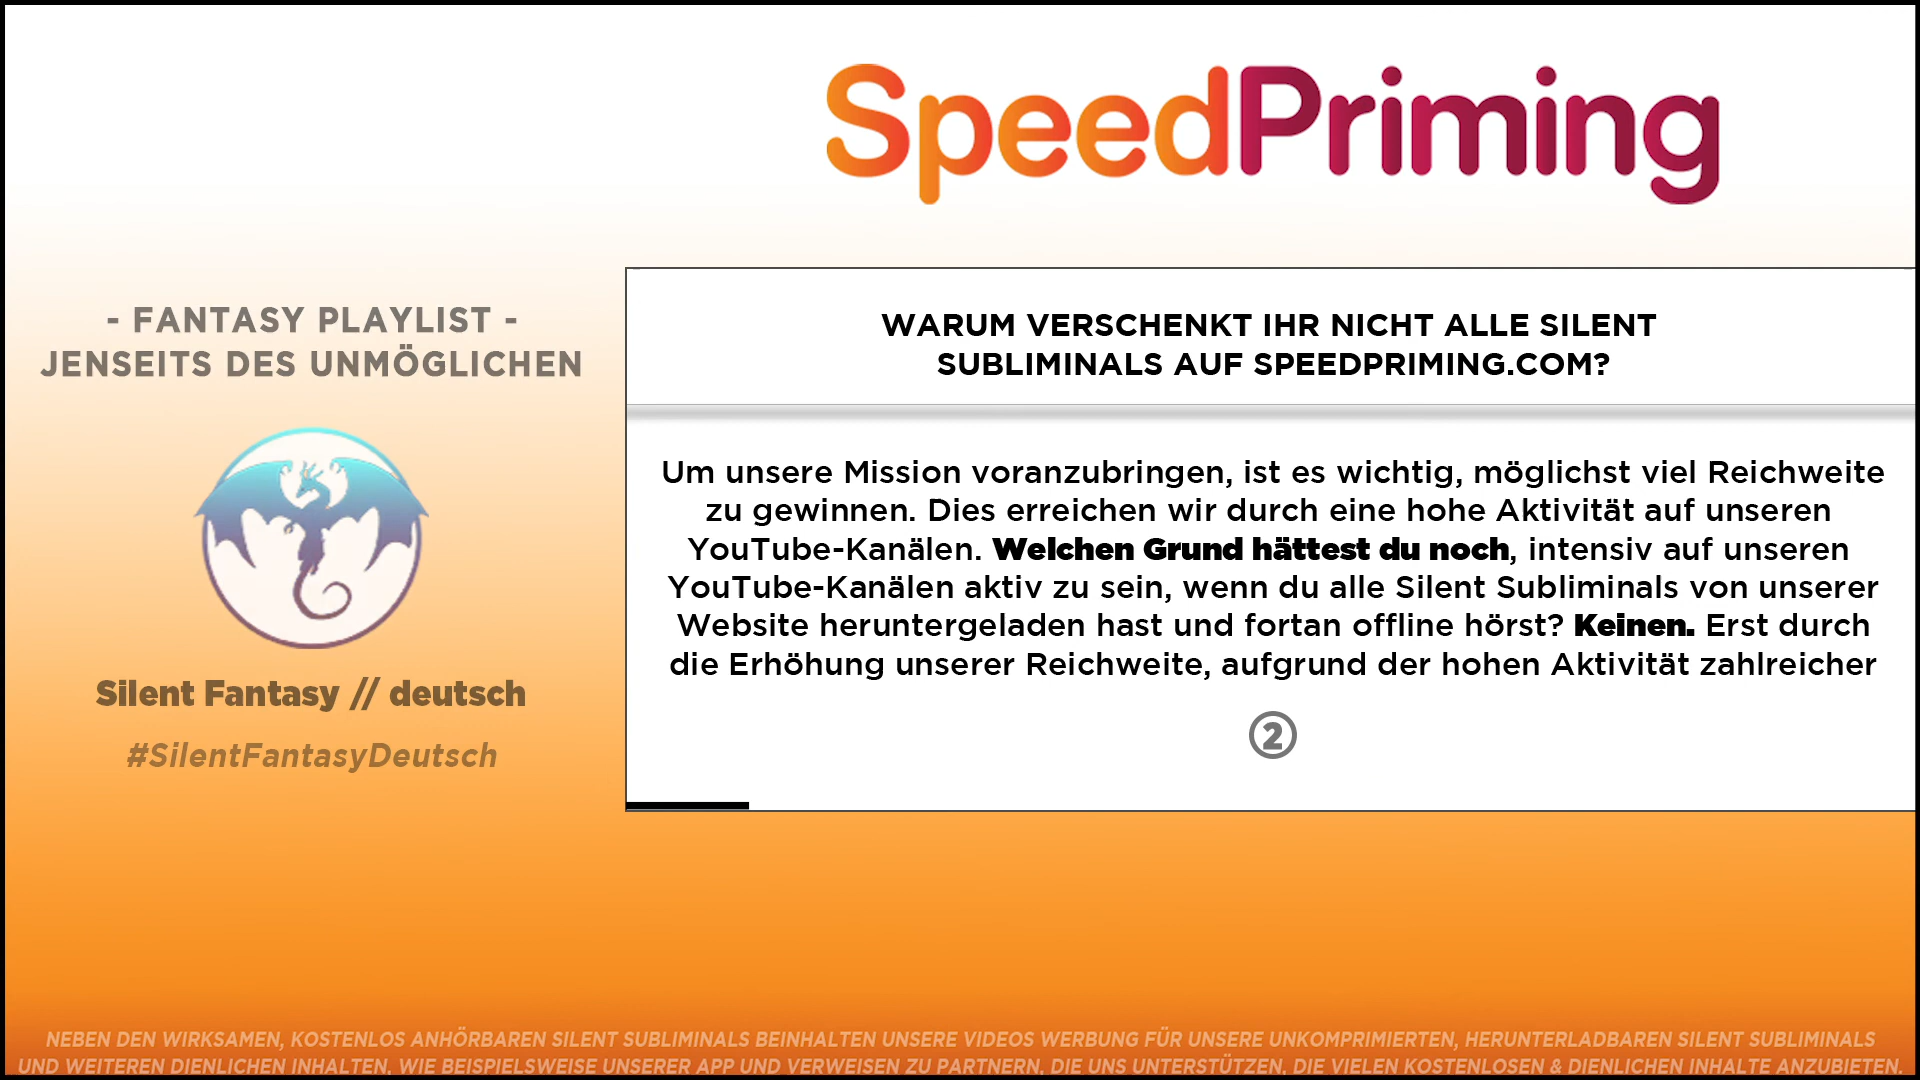 SpeedPriming
- FANTASY PLAYLIST -
JENSEITS DES UNMÖGLICHEN
Silent Fantasy // deutsch
#SilentFantasyDeutsch
WARUM VERSCHENKT IHR NICHT ALLE SILENT
SUBLIMINALS AUF SPEEDPRIMING.COM?
Um unsere Mission voranzubringen, ist es wichtig, möglichst viel Reichweite
zu gewinnen. Dies erreichen wir durch eine hohe Aktivität auf unseren
YouTube-Kanälen. Welchen Grund hättest du noch, intensiv auf unseren
YouTube-Kanälen aktiv zu sein, wenn du alle Silent Subliminals von unserer
Website heruntergeladen hast und fortan offline hörst? Keinen. Erst durch
die Erhöhung unserer Reichweite, aufgrund der hohen Aktivität zahlreicher
2
NEBEN DEN WIRKSAMEN, KOSTENLOS ANHÖRBAREN SILENT SUBLIMINALS BEINHALTEN UNSERE VIDEOS WERBUNG FÜR UNSERE UNKOMPRIMIERTEN, HERUNTERLADBAREN SILENT SUBLIMINALS
UND WEITEREN DIENLICHEN INHALTEN, WIE BEISPIELSWEISE UNSERER APP UND VERWEISEN ZU PARTNERN, DIE UNS UNTERSTÜTZEN, DIE VIELEN KOSTENLOSEN & DIENLICHEN INHALTE ANZUBIETEN.